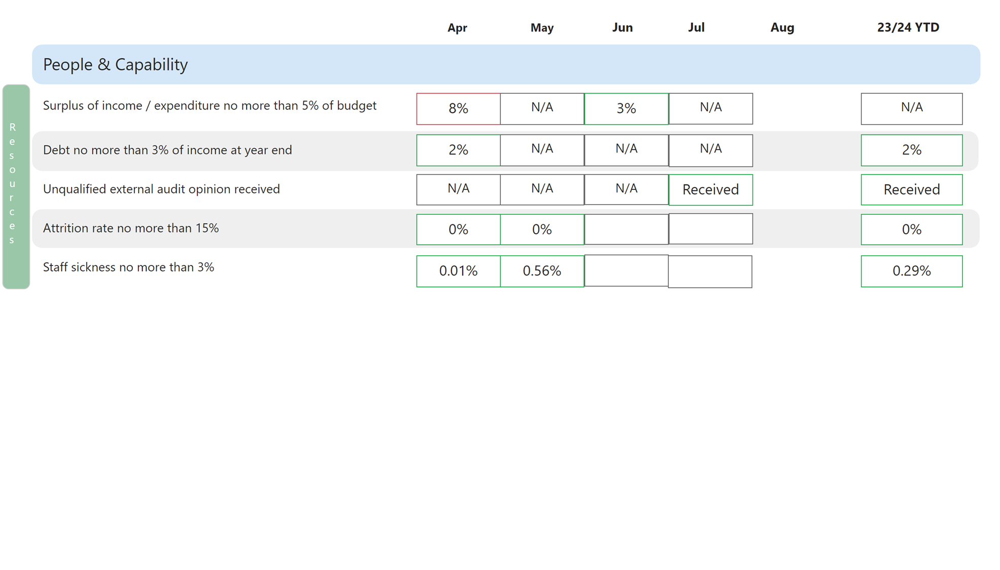 Apr May Jun Jul Aug 23/24 YTD
People & Capability
Resources
Surplus of income / expenditure no more than 5% of budget 8% N/A 3% N/A N/A
Debt no more than 3% of income at year end 2% N/A N/A N/A 2%
Unqualified external audit opinion received N/A N/A N/A Received Received
Attrition rate no more than 15% 0% 0% 0%
Staff sickness no more than 3% 0.01% 0.56% 0.29%